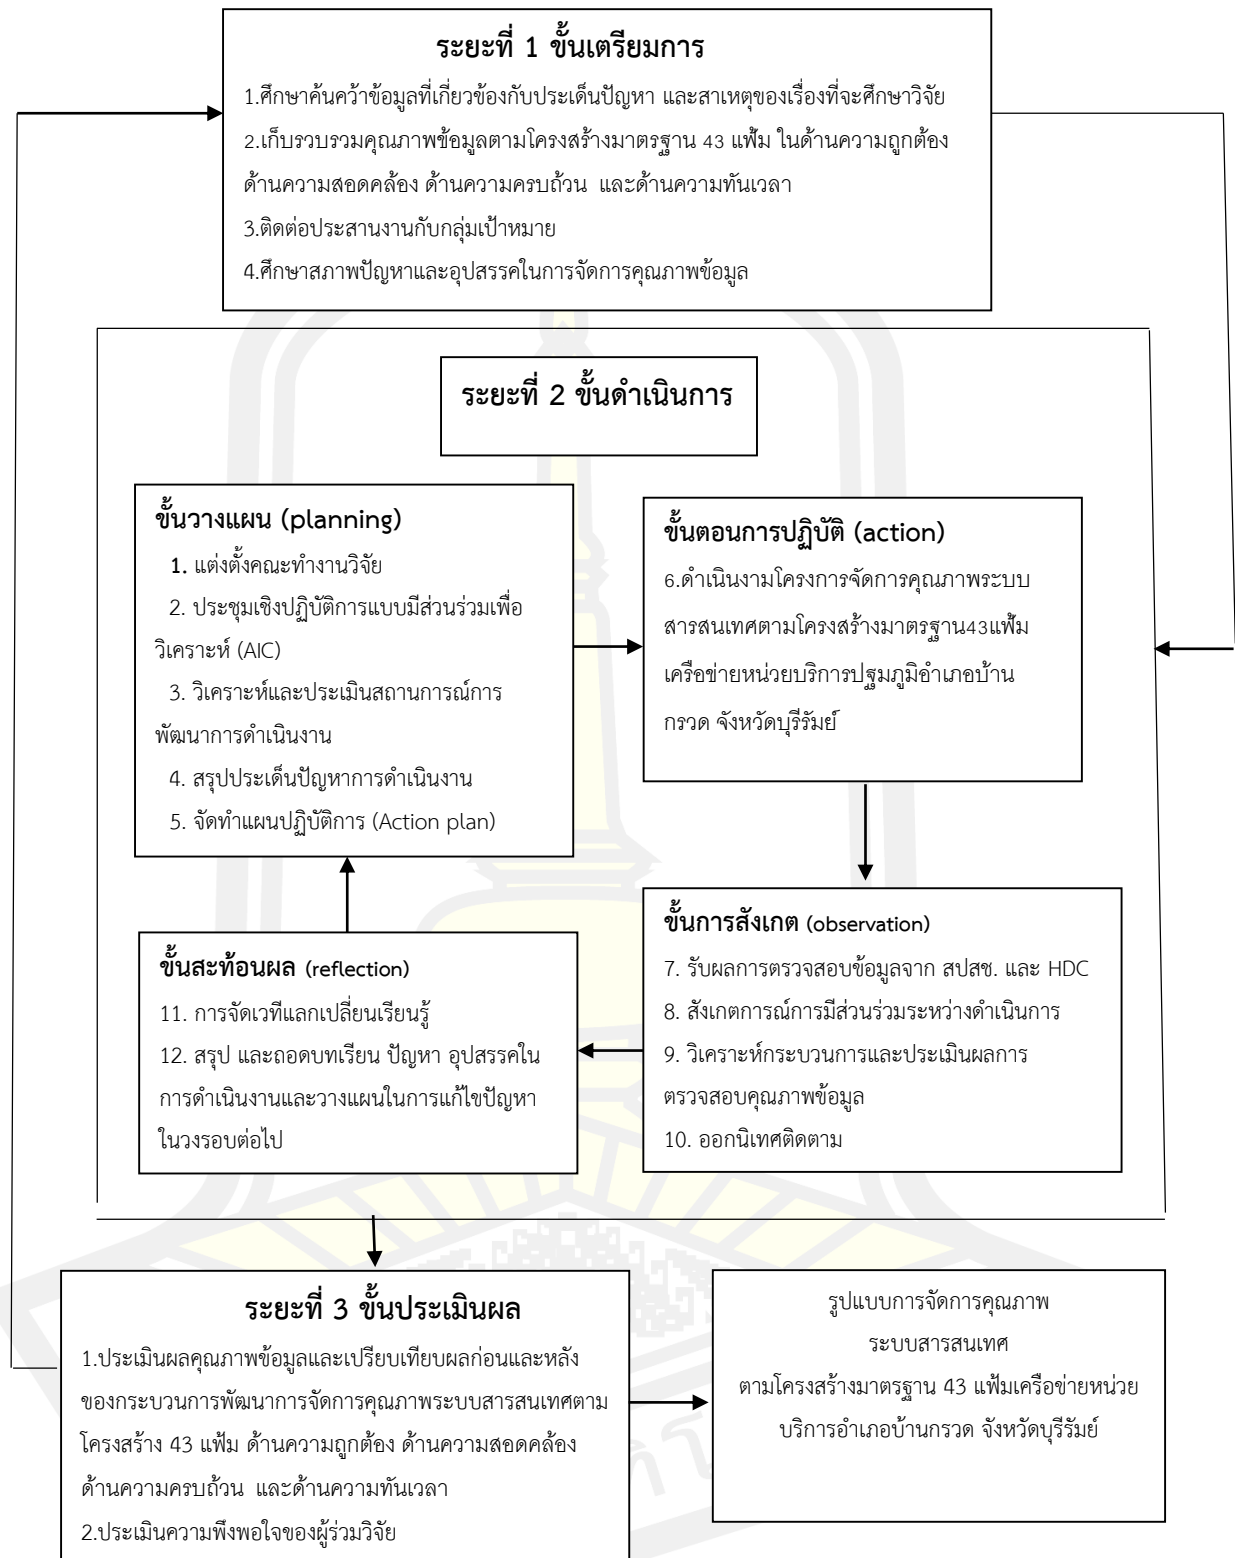 ระยะที่ 1 ขั้นเตรียมการ
1.ศึกษาค้นคว้าข้อมูลที่เกี่ยวข้องกับประเด็นปัญหา และสาเหตุของเรื่องที่จะศึกษาวิจัย
2.เก็บรวบรวมคุณภาพข้อมูลตามโครงสร้างมาตรฐาน 43 แฟ้ม ในด้านความถูกต้อง
ด้านความสอดคล้อง ด้านความครบถ้วน และด้านความทันเวลา
3.ติดต่อประสานงานกับกลุ่มเป้าหมาย
4.ศึกษาสภาพปัญหาและอุปสรรคในการจัดการคุณภาพข้อมูล
ระยะที่ 2 ขั้นดำเนินการ
ขั้นวางแผน (planning)
1. แต่งตั้งคณะทำงานวิจัย
2. ประชุมเชิงปฏิบัติการแบบมีส่วนร่วมเพื่อ
วิเคราะห์ (AIC)
3. วิเคราะห์และประเมินสถานการณ์การ
พัฒนาการดำเนินงาน
4. สรุปประเด็นปัญหาการดำเนินงาน
5. จัดทำแผนปฏิบัติการ (Action plan)
ขั้นตอนการปฏิบัติ (action)
6.ดำเนินงามโครงการจัดการคุณภาพระบบ
สารสนเทศตามโครงสร้างมาตรฐาน43แฟ้ม
เครือข่ายหน่วยบริการปฐมภูมิอำเภอบ้าน
กรวด จังหวัดบุรีรัมย์
ขั้นการสังเกต (observation)
7. รับผลการตรวจสอบข้อมูลจาก สปสช. และ HDC
8. สังเกตการณ์การมีส่วนร่วมระหว่างดำเนินการ
9. วิเคราะห์กระบวนการและประเมินผลการ
ตรวจสอบคุณภาพข้อมูล
10. ออกนิเทศติดตาม
ขั้นสะท้อนผล (reflection)
11. การจัดเวทีแลกเปลี่ยนเรียนรู้
12. สรุป และถอดบทเรียน ปัญหา อุปสรรคใน
การดำเนินงานและวางแผนในการแก้ไขปัญหา
ในวงรอบต่อไป
ระยะที่ 3 ขั้นประเมินผล
1.ประเมินผลคุณภาพข้อมูลและเปรียบเทียบผลก่อนและหลัง
ของกระบวนการพัฒนาการจัดการคุณภาพระบบสารสนเทศตาม
โครงสร้าง 43 แฟ้ม ด้านความถูกต้อง ด้านความสอดคล้อง
ด้านความครบถ้วน และด้านความทันเวลา
2.ประเมินความพึงพอใจของผู้ร่วมวิจัย
รูปแบบการจัดการคุณภาพ
ระบบสารสนเทศ
ตามโครงสร้างมาตรฐาน 43 แฟ้มเครือข่ายหน่วย
บริการอำเภอบ้านกรวด จังหวัดบุรีรัมย์